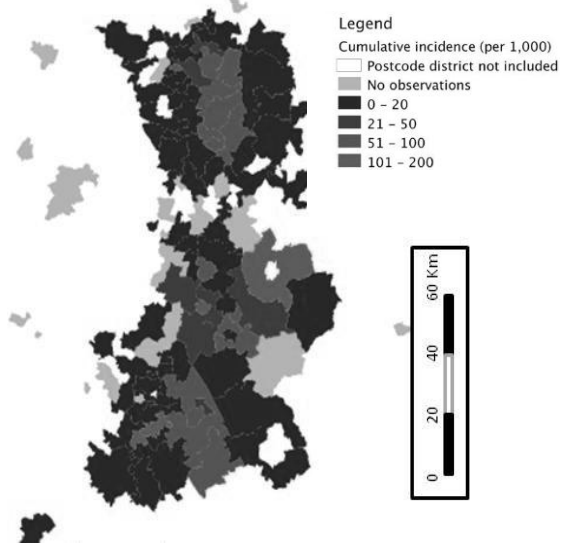 Legend
Cumulative incidence (per 1,000)
Postcode district not included
No observations
0 – 20
21 – 50
51 – 100
101 – 200
60 Km
40
20
0